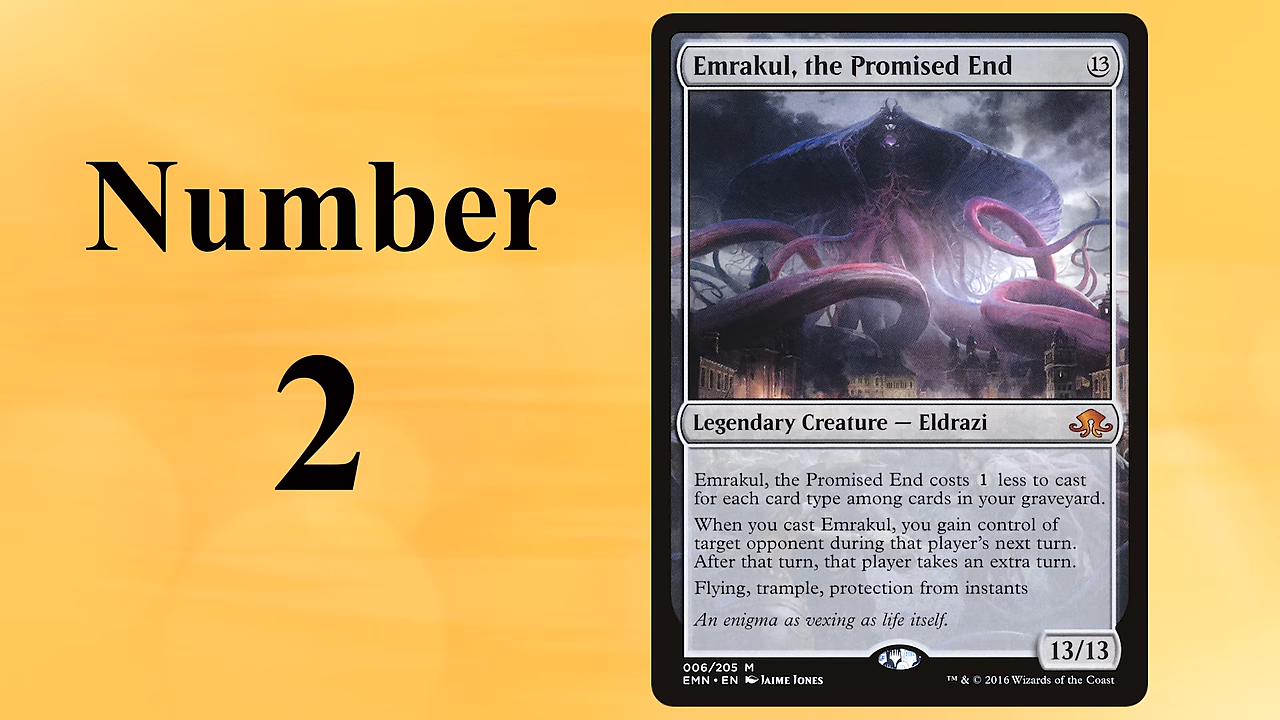 Number
2
Emrakul, the Promised End 13
Legendary Creature — Eldrazi
Emrakul, the Promised End costs 1 less to cast
for each card type among cards in your graveyard.
When you cast Emrakul, you gain control of
target opponent during that player's next turn.
After that turn, that player takes an extra turn.
Flying, trample, protection from instants
An enigma as vexing as life itself.
13/13
006/205 M
EMN • EN JAIME JONES
™ & © 2016 Wizards of the Coast